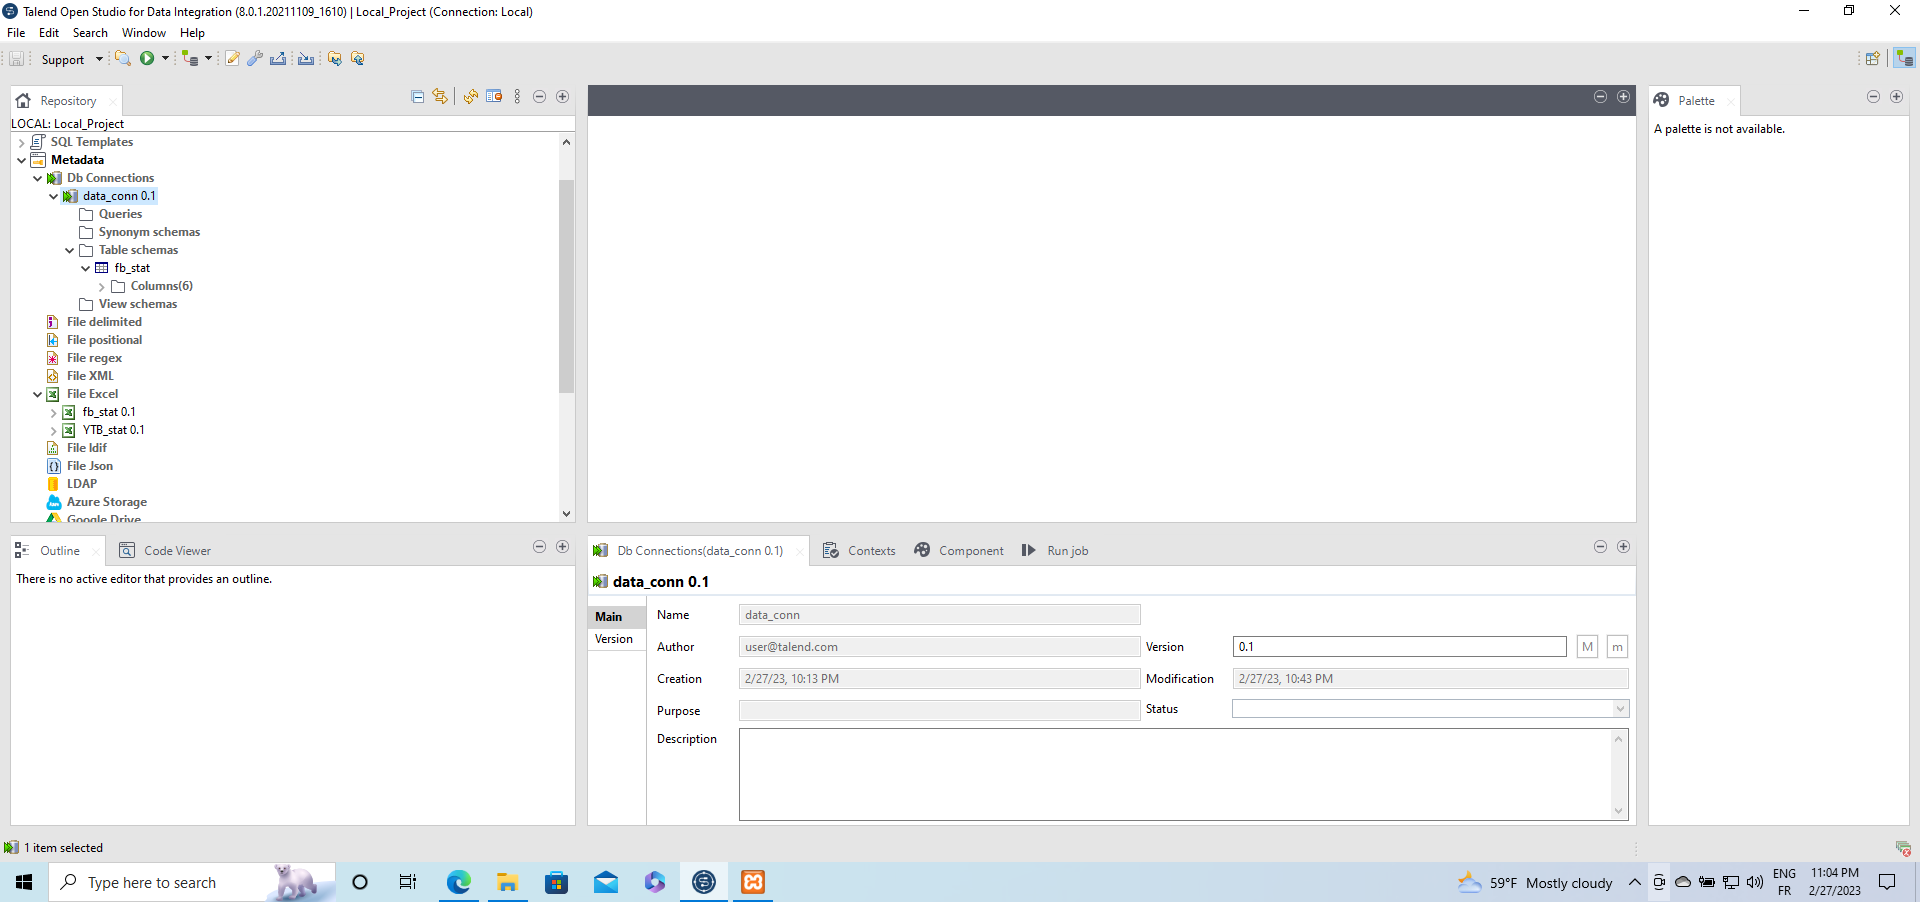 Talend Open Studio for Data Integration (8.0.1.20211109_1610) | Local_Project (Connection: Local)
File Edit Search Window Help
Support
Repository
LOCAL: Local_Project
SQL Templates
Metadata
Db Connections
data_conn 0.1
Queries
Synonym schemas
Table schemas
fb_stat
Columns(6)
View schemas
File delimited
File positional
File regex
File XML
File Excel
fb_stat 0.1
YTB_stat 0.1
File ldif
File Json
LDAP
Azure Storage
Google Drive
Palette
A palette is not available.
Outline Code Viewer
There is no active editor that provides an outline.
Db Connections(data_conn 0.1) Contexts Component Run job
data_conn 0.1
Main
Version
Name data_conn
Author user@talend.com Version 0.1 M m
Creation 2/27/23, 10:13 PM Modification 2/27/23, 10:43 PM
Purpose Status
Description
1 item selected
Type here to search
59°F Mostly cloudy
ENG
FR
11:04 PM
2/27/2023